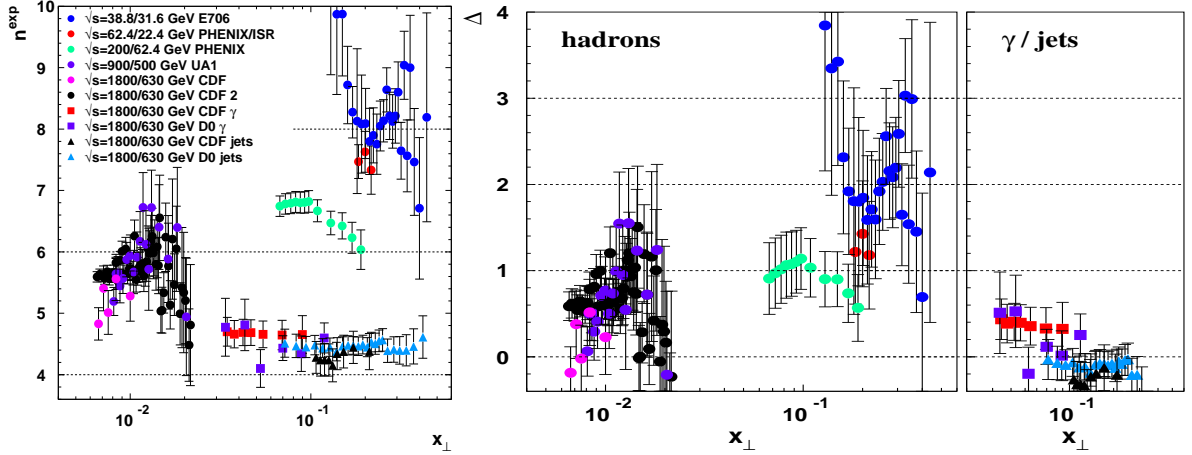 n^exp
10
9
8
7
6
5
4
√s=38.8/31.6 GeV E706
√s=62.4/22.4 GeV PHENIX/ISR
√s=200/62.4 GeV PHENIX
√s=900/500 GeV UA1
√s=1800/630 GeV CDF
√s=1800/630 GeV CDF 2
√s=1800/630 GeV CDF γ
√s=1800/630 GeV D0 γ
√s=1800/630 GeV CDF jets
√s=1800/630 GeV D0 jets
10^-2 10^-1
x⊥
Δ
4
3
2
1
0
hadrons
10^-2 10^-1
x⊥
γ / jets
10^-1
x⊥